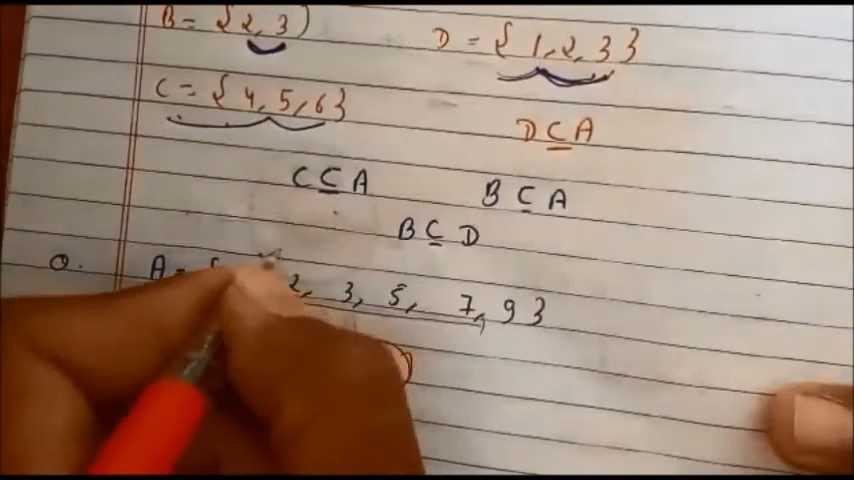 B = {2, 3}
D = {1, 2, 3}
C = {4, 5, 6}
D ⊆ A
C ⊆ A
B ⊆ A
B ⊆ D
Q. A = { 2, 3, 5, 7, 9}